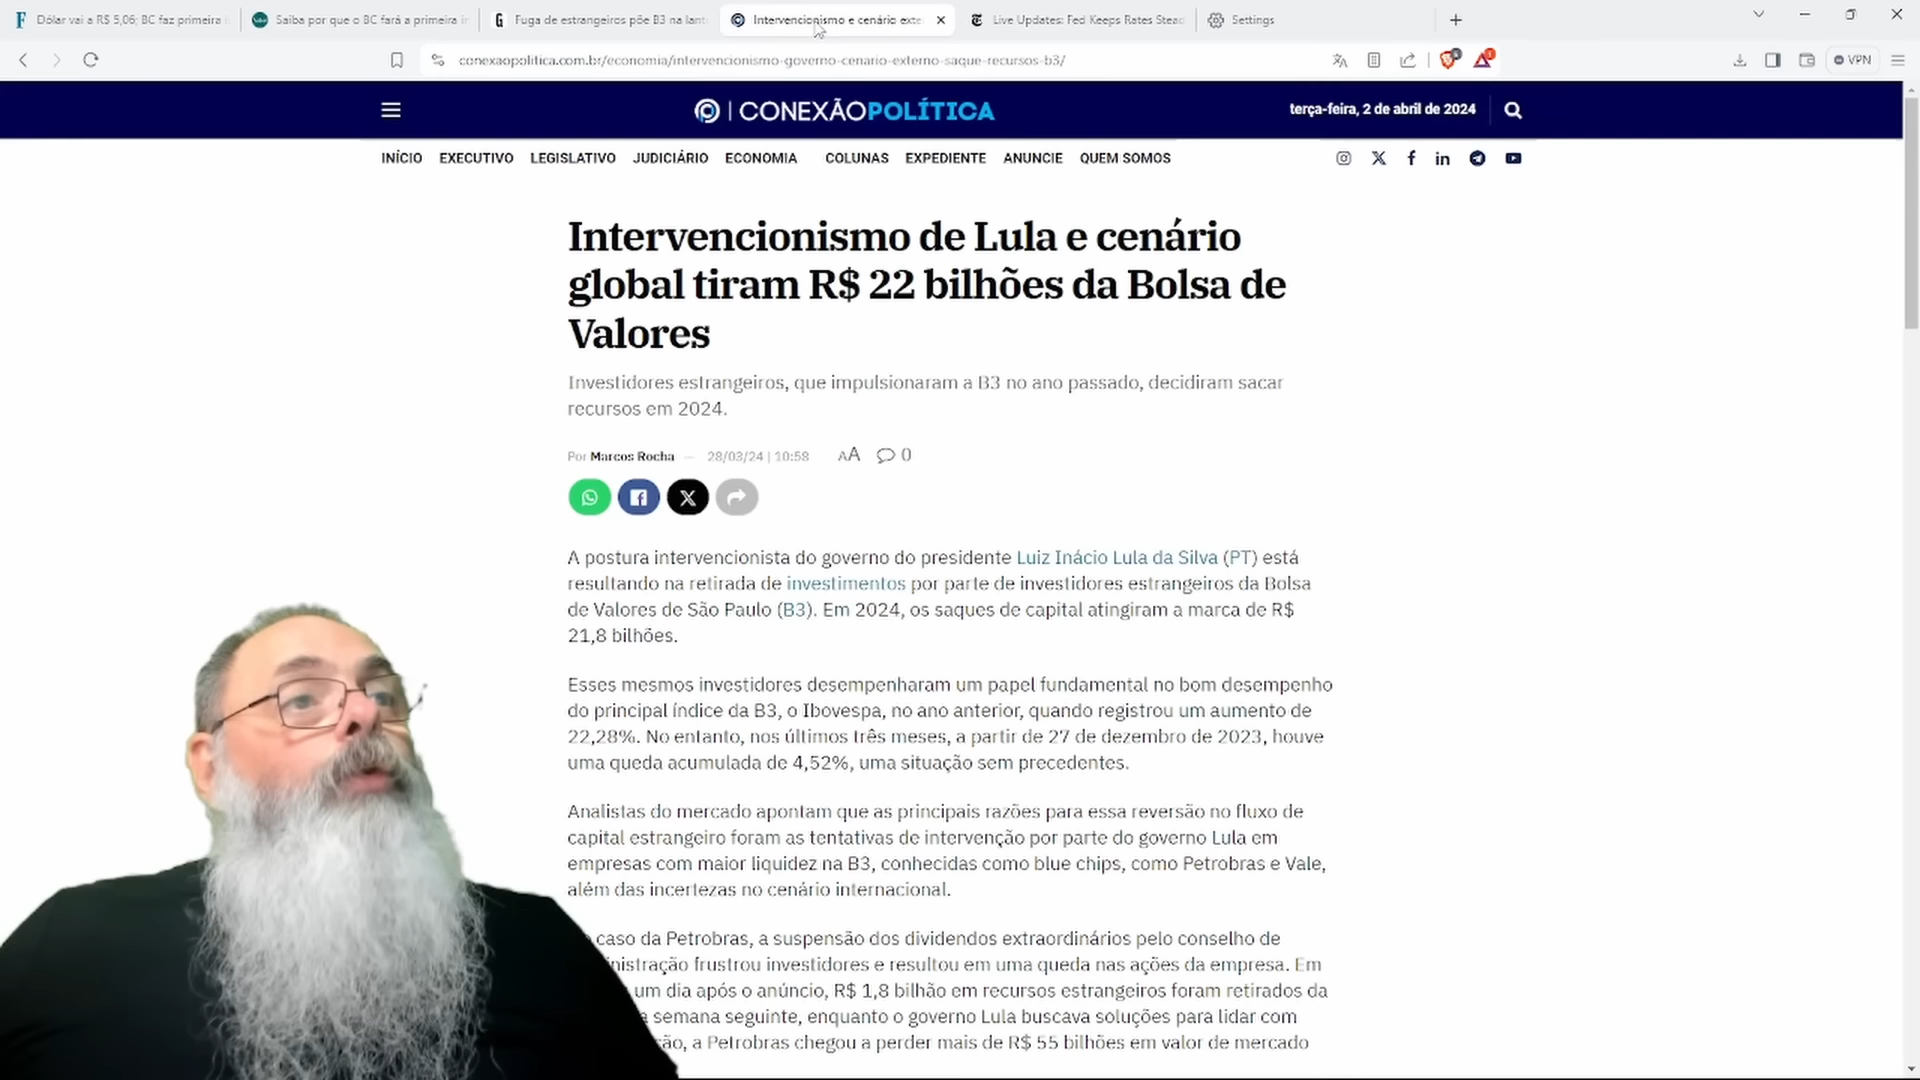 Dólar vai a R$ 5,06; BC faz primeira
Saiba por que o BC fará a primeira
Fuga de estrangeiros põe B3 na
Intervencionismo e cenário
Live Updates: Fed Keeps Rates
Settings
conexaopolitica.com.br/economia/intervencionismo-governo-cenario-externo-saque-recursos-b3/
VPN
CONEXÃOPOLÍTICA
terça-feira, 2 de abril de 2024
INÍCIO EXECUTIVO LEGISLATIVO JUDICIÁRIO ECONOMIA COLUNAS EXPEDIENTE ANUNCIE QUEM SOMOS
Intervencionismo de Lula e cenário
global tiram R$ 22 bilhões da Bolsa de
Valores
Investidores estrangeiros, que impulsionaram a B3 no ano passado, decidiram sacar
recursos em 2024.
Por Marcos Rocha — 28/03/24 | 10:58 AA 0
A postura intervencionista do governo do presidente Luiz Inácio Lula da Silva (PT) está
resultando na retirada de investimentos por parte de investidores estrangeiros da Bolsa
de Valores de São Paulo (B3). Em 2024, os saques de capital atingiram a marca de R$
21,8 bilhões.
Esses mesmos investidores desempenharam um papel fundamental no bom desempenho
do principal índice da B3, o Ibovespa, no ano anterior, quando registrou um aumento de
22,28%. No entanto, nos últimos três meses, a partir de 27 de dezembro de 2023, houve
uma queda acumulada de 4,52%, uma situação sem precedentes.
Analistas do mercado apontam que as principais razões para essa reversão no fluxo de
capital estrangeiro foram as tentativas de intervenção por parte do governo Lula em
empresas com maior liquidez na B3, conhecidas como blue chips, como Petrobras e Vale,
além das incertezas no cenário internacional.
caso da Petrobras, a suspensão dos dividendos extraordinários pelo conselho de
frustrou investidores e resultou em uma queda nas ações da empresa. Em
um dia após o anúncio, R$ 1,8 bilhão em recursos estrangeiros foram retirados da
semana seguinte, enquanto o governo Lula buscava soluções para lidar com
a Petrobras chegou a perder mais de R$ 55 bilhões em valor de mercado